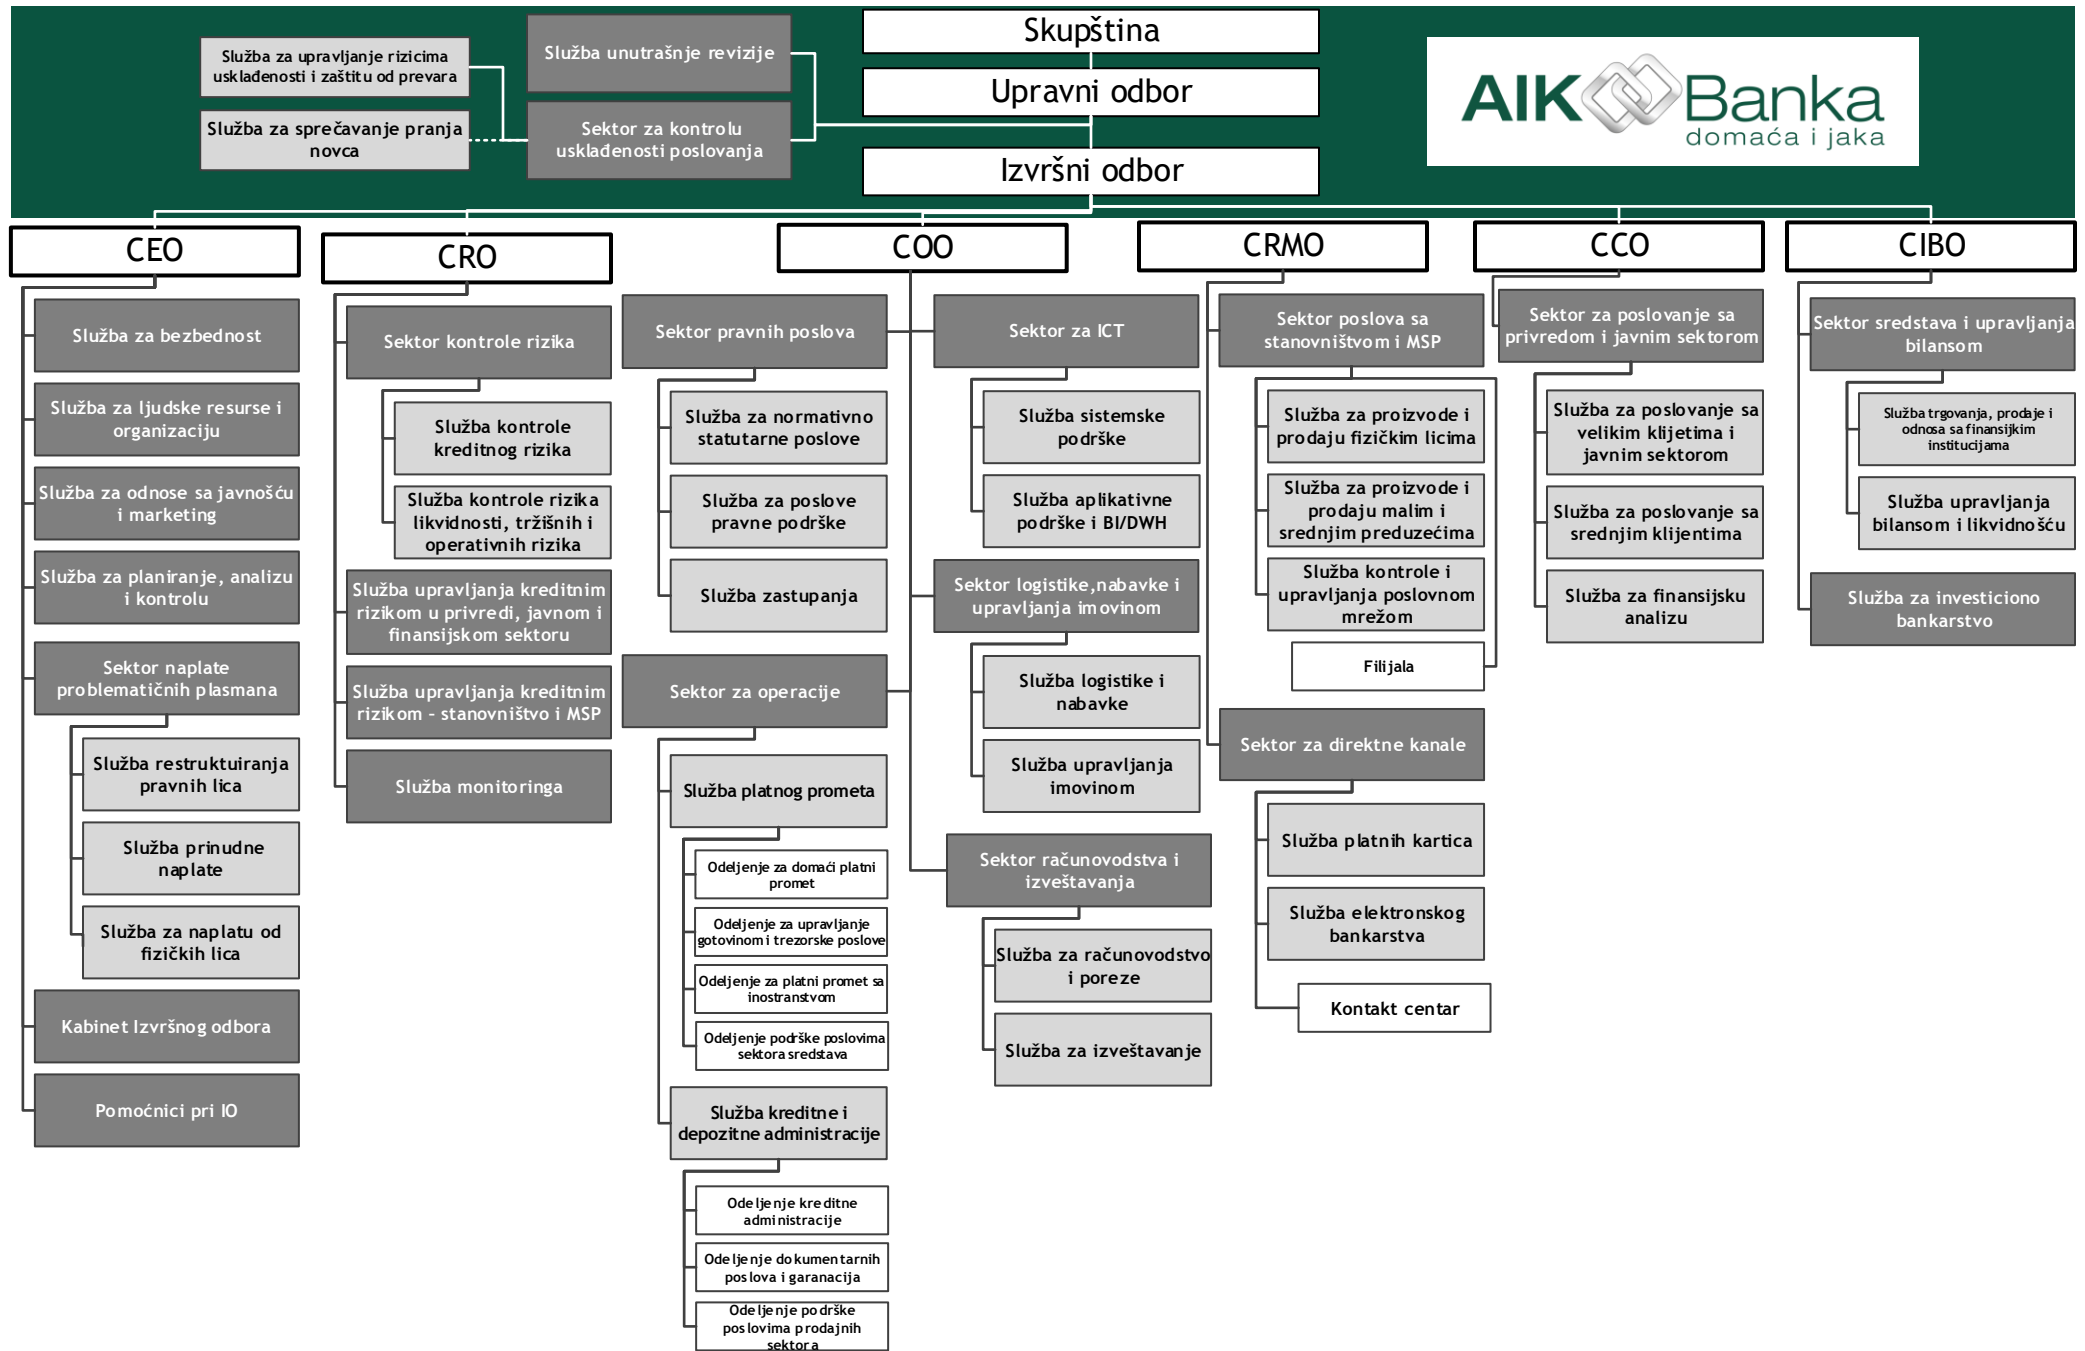 Skupština
Upravni odbor
Izvršni odbor
Služba unutrašnje revizije
Sektor za kontrolu
usklađenosti poslovanja
Služba za upravljanje rizicima
usklađenosti i zaštitu od prevara
Služba za sprečavanje pranja
novca
AIK Banka
domaća i jaka
CEO
Služba za bezbednost
Služba za ljudske resurse i
organizaciju
Služba za odnose sa javnošću
i marketing
Služba za planiranje, analizu
i kontrolu
Sektor naplate
problematičnih plasmana
Služba restruktuiranja
pravnih lica
Služba prinudne
naplate
Služba za naplatu od
fizičkih lica
Kabinet Izvršnog odbora
Pomoćnici pri IO
CRO
Sektor kontrole rizika
Služba kontrole
kreditnog rizika
Služba kontrole rizika
likvidnosti, tržišnih i
operativnih rizika
Služba upravljanja kreditnim
rizikom u privredi, javnom i
finansijskom sektoru
Služba upravljanja kreditnim
rizikom - stanovništvo i MSP
Služba monitoringa
COO
Sektor pravnih poslova
Služba za normativno
statutarne poslove
Služba za poslove
pravne podrške
Služba zastupanja
Sektor za operacije
Služba platnog prometa
Odeljenje za domaći platni
promet
Odeljenje za upravljanje
gotovinom i trezorske poslove
Odeljenje za platni promet sa
inostranstvom
Odeljenje podrške poslovima
sektora sredstava
Služba kreditne i
depozitne administracije
Odeljenje kreditne
administracije
Odeljenje dokumentarnih
poslova i garanacija
Odeljenje podrške
poslovima prodajnih
sektora
Sektor za ICT
Služba sistemske
podrške
Služba aplikativne
podrške i BI/DWH
Sektor logistike,nabavke i
upravljanja imovinom
Služba logistike i
nabavke
Služba upravljanja
imovinom
Sektor računovodstva i
izveštavanja
Služba za računovodstvo
i poreze
Služba za izveštavanje
CRMO
Sektor poslova sa
stanovništvom i MSP
Služba za proizvode i
prodaju fizičkim licima
Služba za proizvode i
prodaju malim i
srednjim preduzećima
Služba kontrole i
upravljanja poslovnom
mrežom
Filijala
Sektor za direktne kanale
Služba platnih kartica
Služba elektronskog
bankarstva
Kontakt centar
CCO
Sektor za poslovanje sa
privredom i javnim sektorom
Služba za poslovanje sa
velikim klijetima i
javnim sektorom
Služba za poslovanje sa
srednjim klijentima
Služba za finansijsku
analizu
CIBO
Sektor sredstava i upravljanja
bilansom
Služba trgovanja, prodaje i
odnosa sa finansijkim
institucijama
Služba upravljanja
bilansom i likvidnošću
Služba za investiciono
bankarstvo